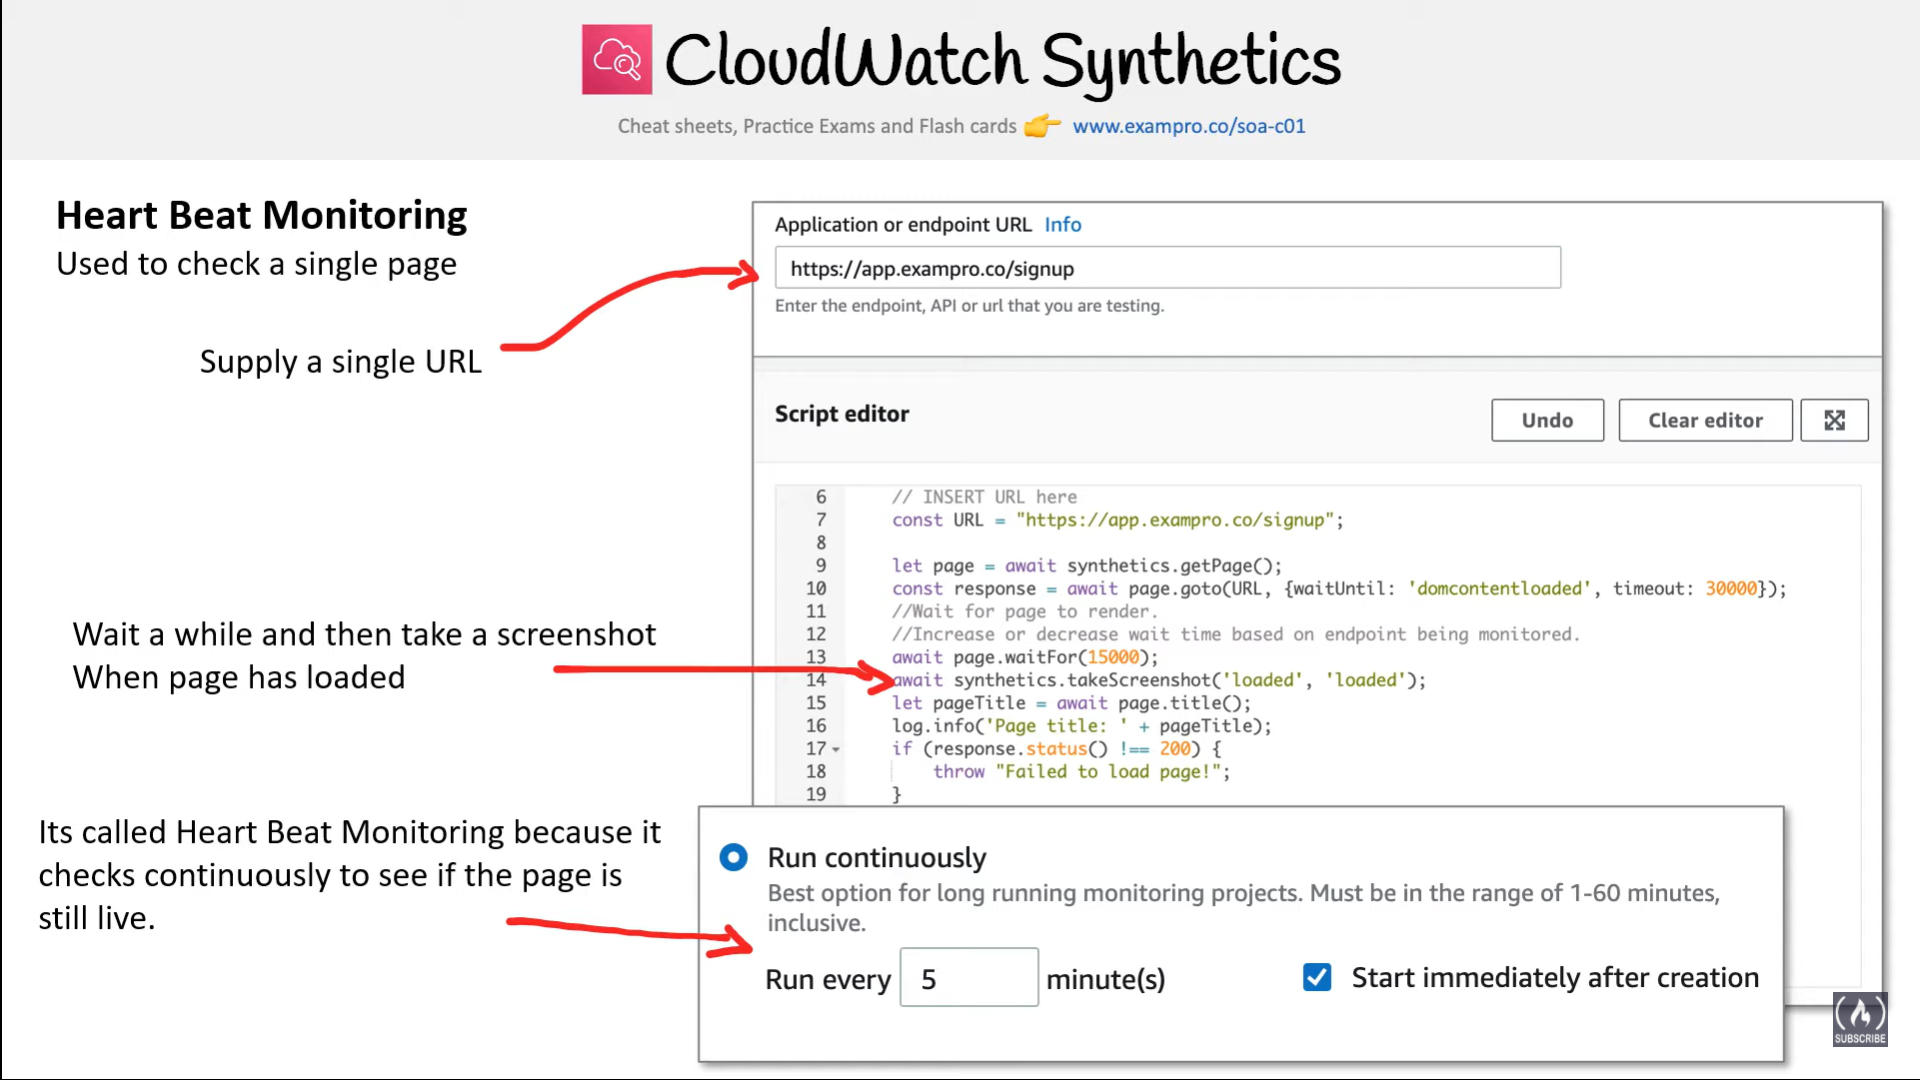 CloudWatch Synthetics
Cheat sheets, Practice Exams and Flash cards 👉 www.exampro.co/soa-c01
Heart Beat Monitoring
Used to check a single page
Supply a single URL
Wait a while and then take a screenshot
When page has loaded
Its called Heart Beat Monitoring because it
checks continuously to see if the page is
still live.
Application or endpoint URL Info
https://app.exampro.co/signup
Enter the endpoint, API or url that you are testing.
Script editor
Undo
Clear editor
6 // INSERT URL here
7 const URL = "https://app.exampro.co/signup";
8
9 let page = await synthetics.getPage();
10 const response = await page.goto(URL, {waitUntil: 'domcontentloaded', timeout: 30000});
11 //Wait for page to render.
12 //Increase or decrease wait time based on endpoint being monitored.
13 await page.waitFor(15000);
14 await synthetics.takeScreenshot('loaded', 'loaded');
15 let pageTitle = await page.title();
16 log.info('Page title: ' + pageTitle);
17 if (response.status() !== 200) {
18 throw "Failed to load page!";
19 }
Run continuously
Best option for long running monitoring projects. Must be in the range of 1-60 minutes,
inclusive.
Run every 5 minute(s)
Start immediately after creation
SUBSCRIBE